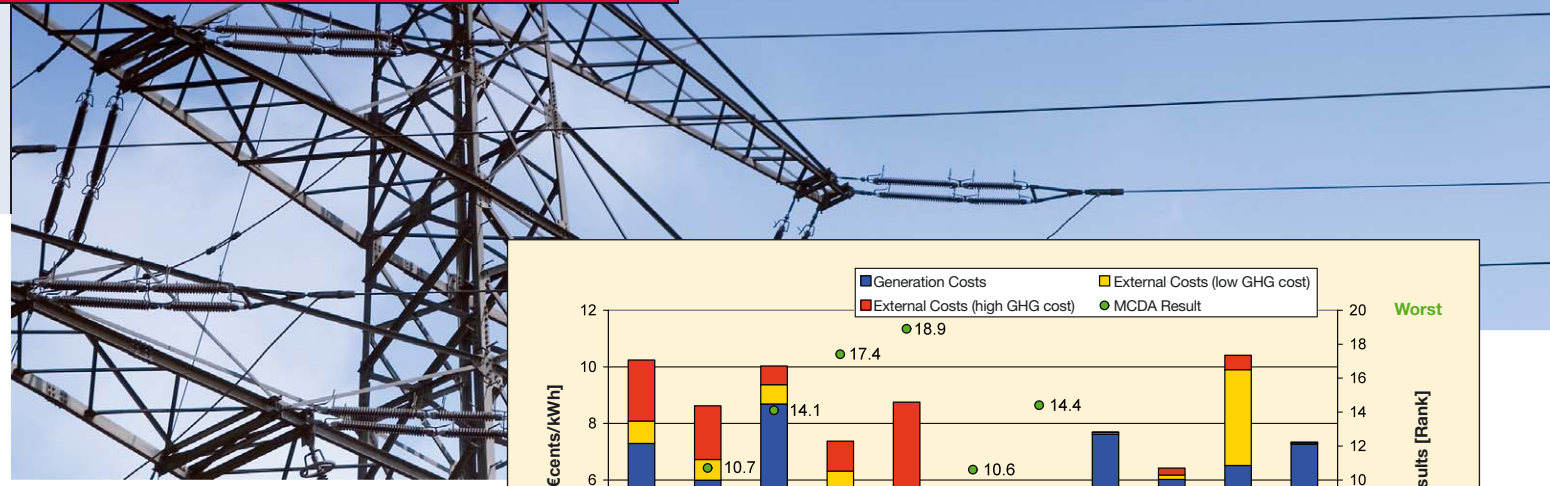 Generation Costs
External Costs (low GHG cost)
External Costs (high GHG cost)
MCDA Result
12
20
Worst
18.9
18
17.4
10
16
14.1
14.4
14
8
12
10.7
10.6
6
10
€cents/kWh]
sults [Rank]